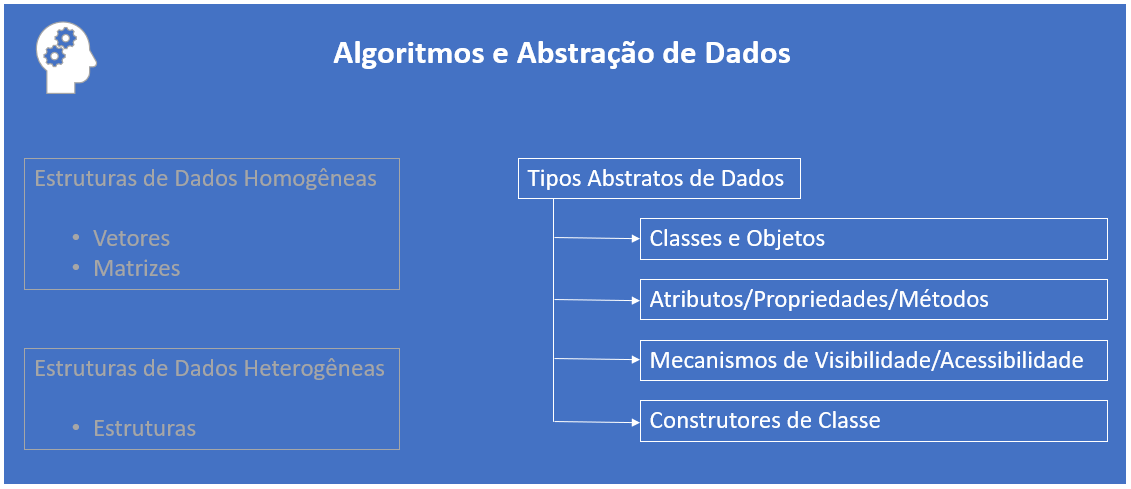 Algoritmos e Abstração de Dados
Estruturas de Dados Homogêneas
• Vetores
• Matrizes
Estruturas de Dados Heterogêneas
• Estruturas
Tipos Abstratos de Dados
Classes e Objetos
Atributos/Propriedades/Métodos
Mecanismos de Visibilidade/Acessibilidade
Construtores de Classe